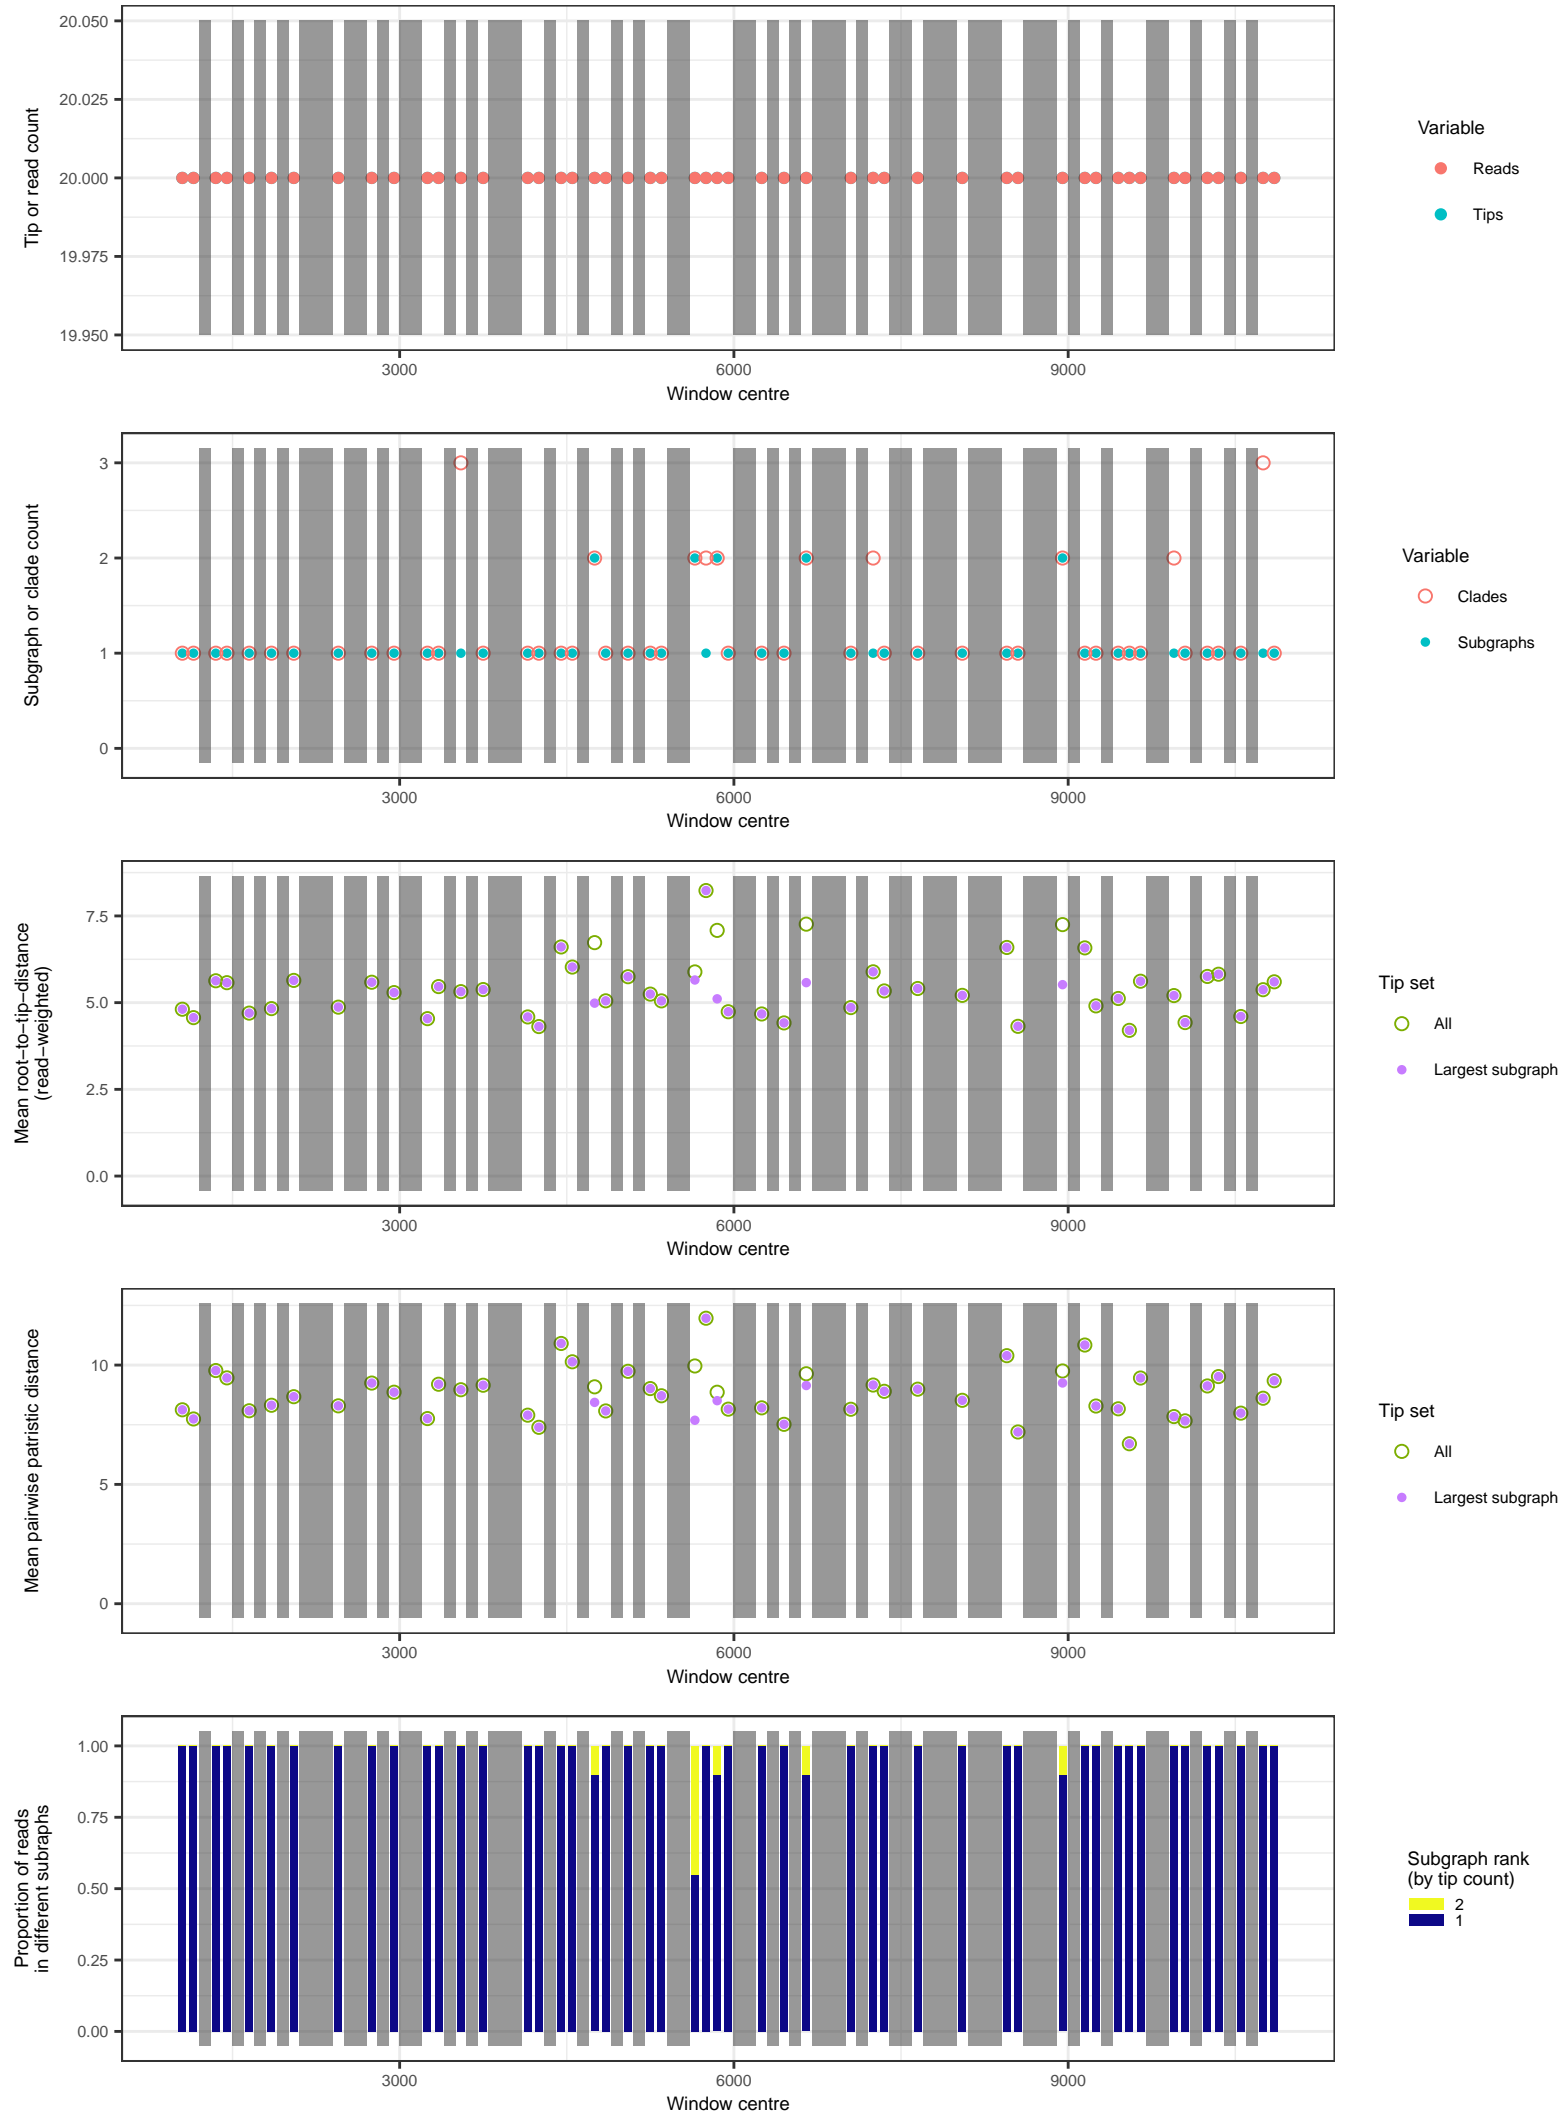 20.050
20.025
20.000
19.975
19.950
Tip or read count
3000
6000
9000
Window centre
Variable
Reads
Tips
3
2
1
0
Subgraph or clade count
3000
6000
9000
Window centre
Variable
Clades
Subgraphs
7.5
5.0
2.5
0.0
Mean root−to−tip−distance
(read−weighted)
3000
6000
9000
Window centre
Tip set
All
Largest subgraph
10
5
0
Mean pairwise patristic distance
3000
6000
9000
Window centre
Tip set
All
Largest subgraph
1.00
0.75
0.50
0.25
0.00
Proportion of reads
in different subraphs
3000
6000
9000
Window centre
Subgraph rank
(by tip count)
2
1